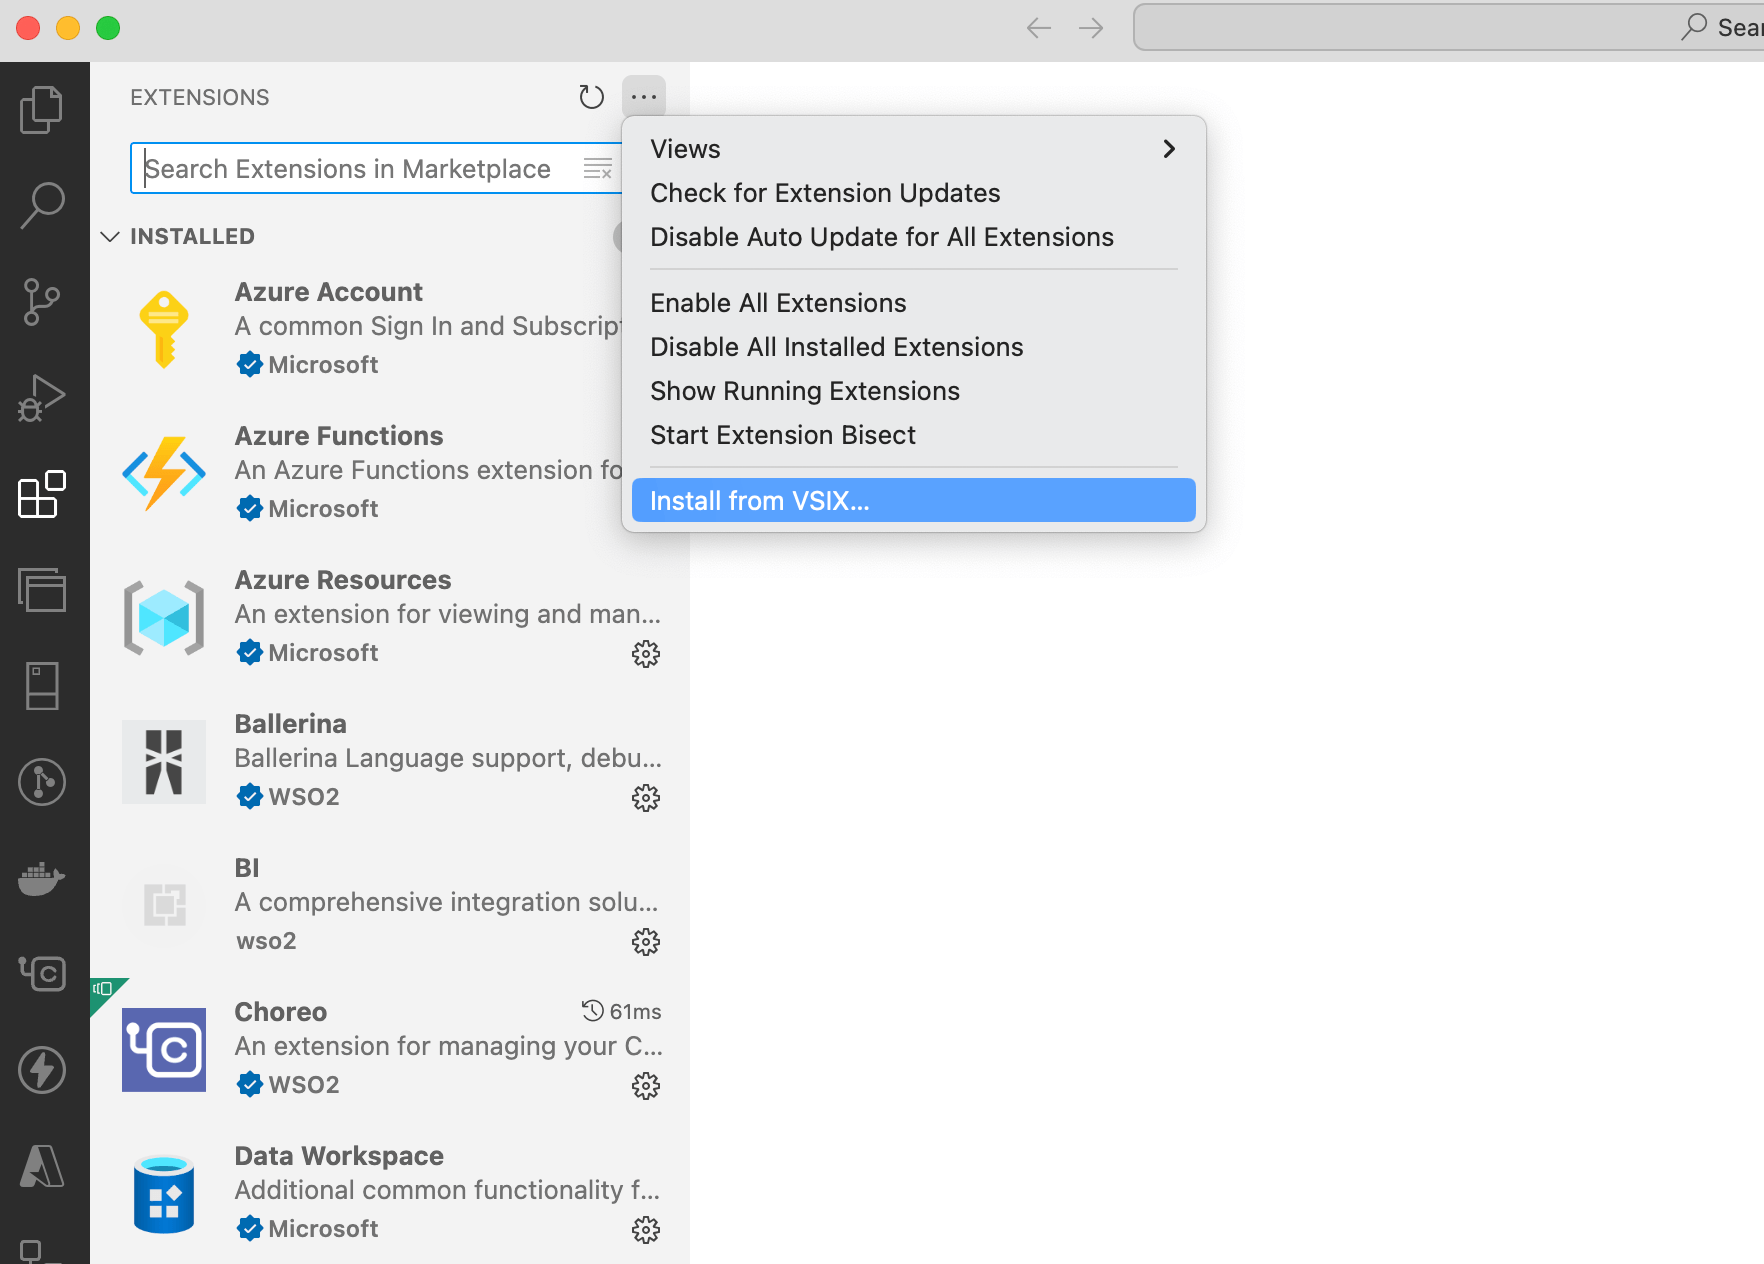 Sear
EXTENSIONS
Search Extensions in Marketplace
INSTALLED
Azure Account
A common Sign In and Subscript
Microsoft
Azure Functions
An Azure Functions extension fo
Microsoft
Azure Resources
An extension for viewing and man...
Microsoft
Ballerina
Ballerina Language support, debu...
WSO2
BI
A comprehensive integration solu...
wso2
Choreo
61ms
An extension for managing your C...
WSO2
Data Workspace
Additional common functionality f...
Microsoft
Views
Check for Extension Updates
Disable Auto Update for All Extensions
Enable All Extensions
Disable All Installed Extensions
Show Running Extensions
Start Extension Bisect
Install from VSIX...